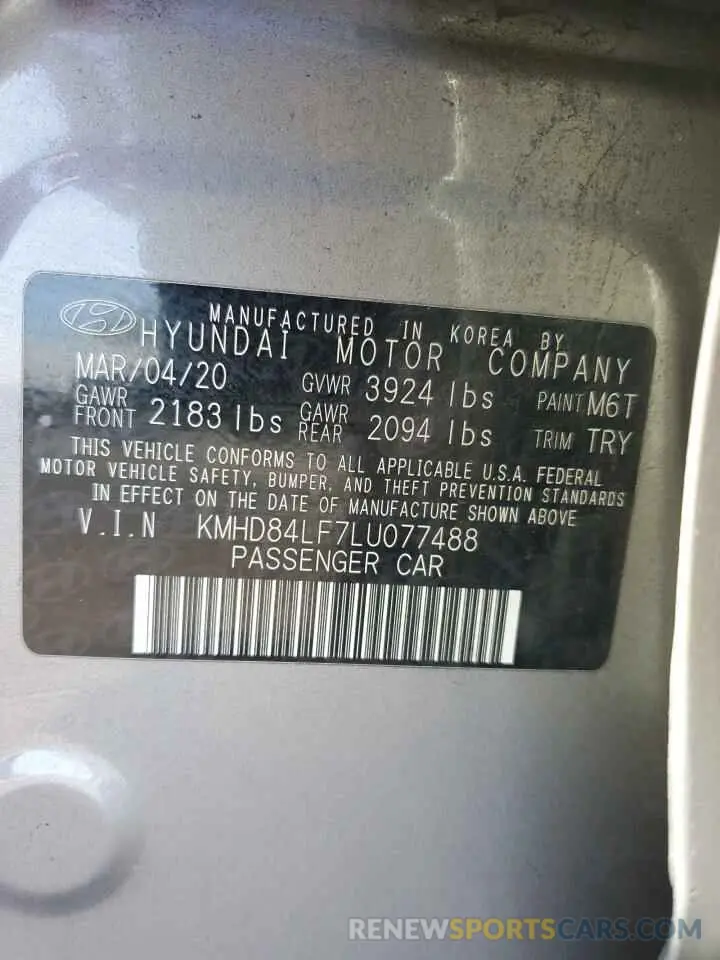 MANUFACTURED IN KOREA BY
HYUNDAI MOTOR COMPANY
MAR/04/20 GVWR 3924 lbs PAINT M6T
GAWR FRONT 2183 lbs GAWR REAR 2094 lbs TRIM TRY
THIS VEHICLE CONFORMS TO ALL APPLICABLE U.S.A. FEDERAL
MOTOR VEHICLE SAFETY, BUMPER, AND THEFT PREVENTION STANDARDS
IN EFFECT ON THE DATE OF MANUFACTURE SHOWN ABOVE
V.I.N KMHD84LF7LU077488
PASSENGER CAR
RENEWSPORTSCARS.COM